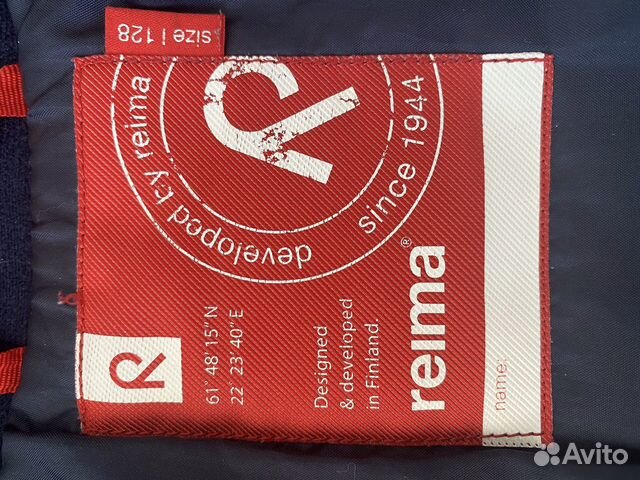 size | 128
developed by reima
since 1944
61° 48' 15" N
22° 23' 40" E
Designed
& developed
in Finland.
reima®
name:
Avito